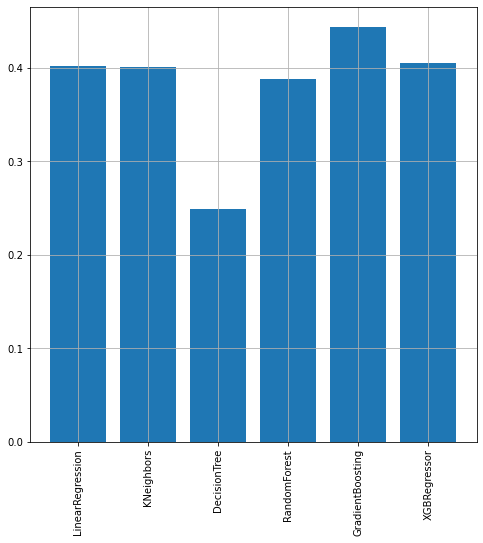 0.4
0.3
0.2
0.1
0.0
LinearRegression
KNeighbors
DecisionTree
RandomForest
GradientBoosting
XGBRegressor